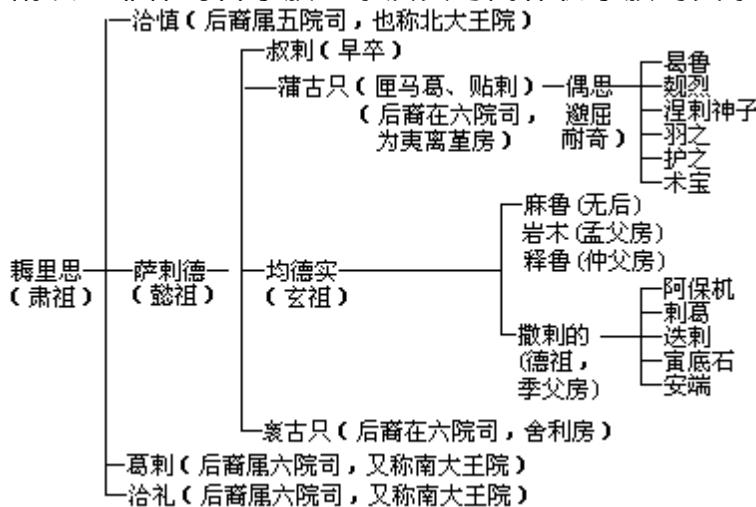 洽慎（后裔属五院司，也称北大王院）
叔剌（早卒）
蒲古只（匣马葛、贴剌）
（后裔在六院司，
为夷离堇房）
偶思
邈屈
耐奇）
曷鲁
觌烈
涅剌神子
羽之
护之
术宝
麻鲁(无后）
岩木(孟父房）
释鲁(仲父房）
耨里思
（肃祖）
萨剌德
（懿祖）
均德实
（玄祖）
撒剌的
(德祖，
季父房）
阿保机
剌葛
迭剌
寅底石
安端
袅古只（后裔在六院司，舍利房）
葛剌（后裔属六院司，又称南大王院）
洽礼（后裔属六院司，又称南大王院）